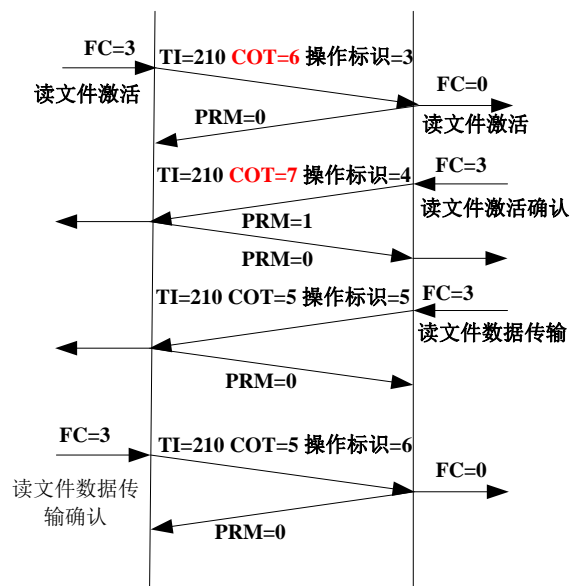 FC=3
TI=210 COT=6 操作标识=3
读文件激活
FC=0
PRM=0
读文件激活
TI=210 COT=7 操作标识=4
FC=3
读文件激活确认
PRM=1
PRM=0
TI=210 COT=5 操作标识=5
FC=3
读文件数据传输
PRM=0
FC=3
TI=210 COT=5 操作标识=6
FC=0
读文件数据传
输确认
PRM=0